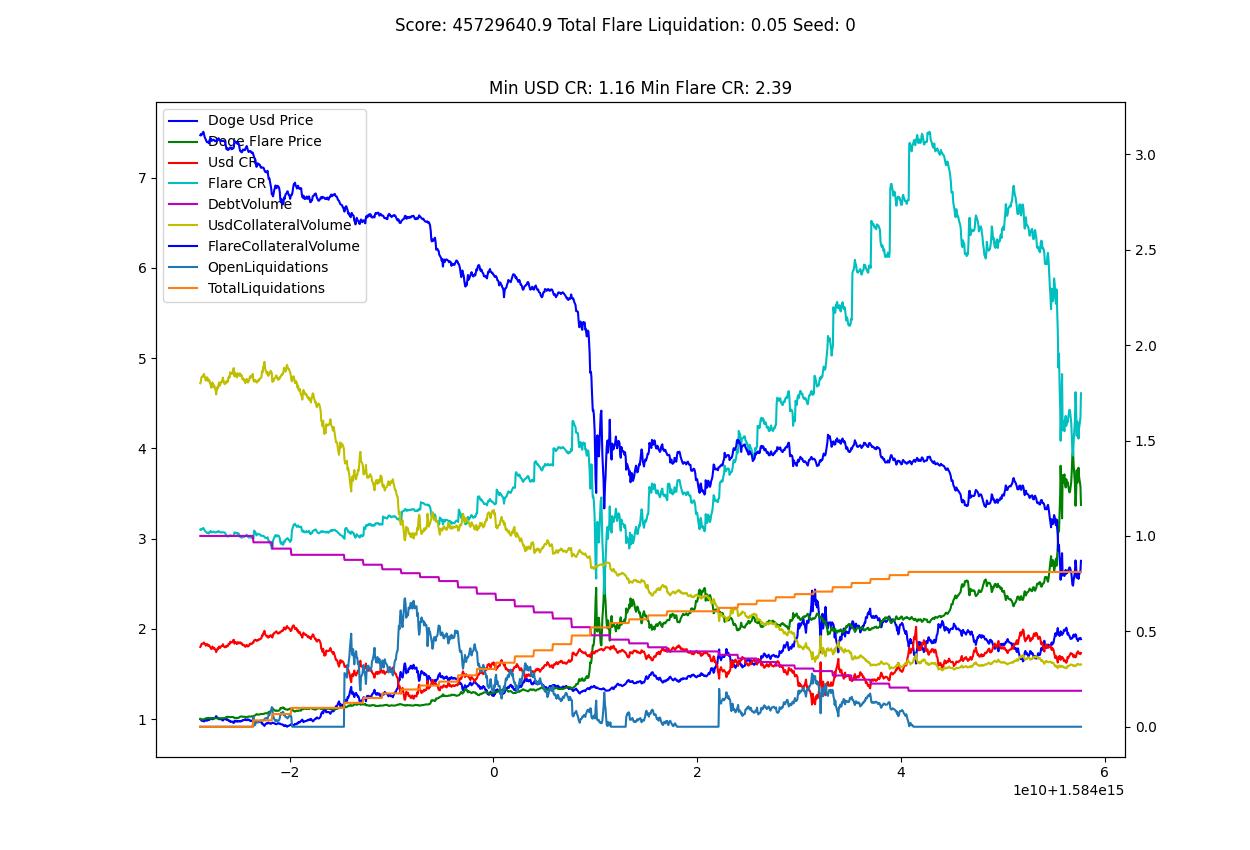 Score: 45729640.9 Total Flare Liquidation: 0.05 Seed: 0
Min USD CR: 1.16 Min Flare CR: 2.39
Doge Usd Price
Doge Flare Price
Usd CR
Flare CR
DebtVolume
UsdCollateralVolume
FlareCollateralVolume
OpenLiquidations
TotalLiquidations
7
6
5
4
3
2
1
3.0
2.5
2.0
1.5
1.0
0.5
0.0
−2
0
2
4
6
1e10+1.584e15